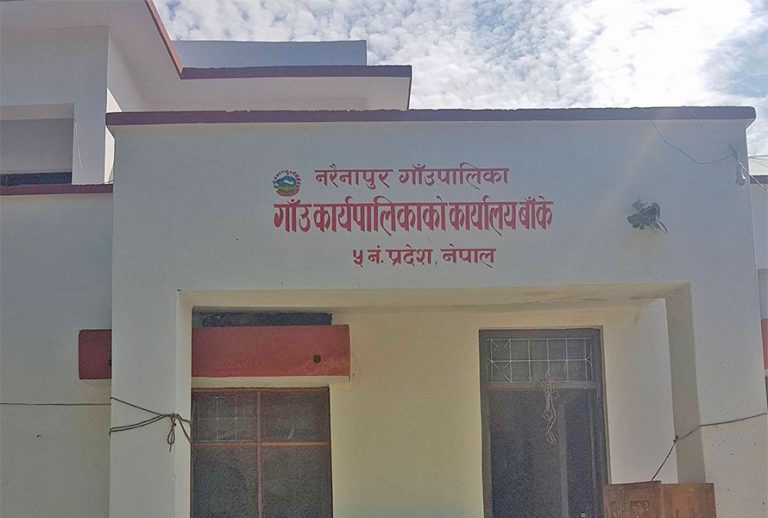 नरैनापुर गाँउपालिका
गाँउ कार्यपालिकाको कार्यालय बाँके
५ नं. प्रदेश, नेपाल